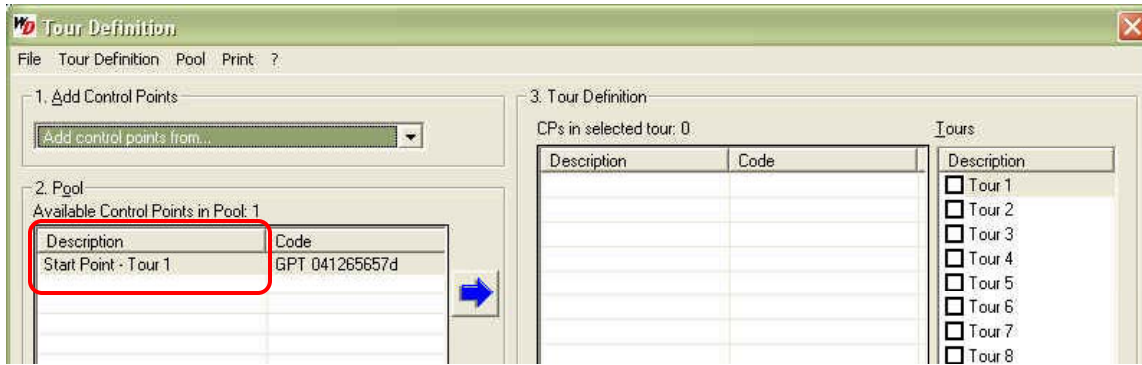 WD Tour Definition
File Tour Definition Pool Print ?
1. Add Control Points
Add control points from...
2. Pool
Available Control Points in Pool: 1
Description Code
Start Point - Tour 1 GPT 041265657d
3. Tour Definition
CPs in selected tour: 0
Description Code
Tours
Description
Tour 1
Tour 2
Tour 3
Tour 4
Tour 5
Tour 6
Tour 7
Tour 8